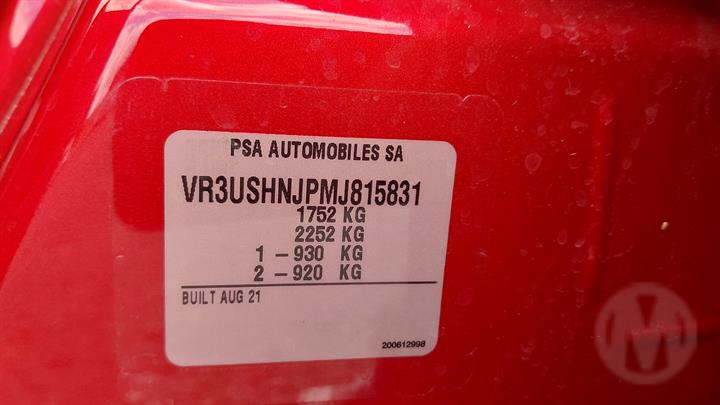 PSA AUTOMOBILES SA
VR3USHNJPMJ815831
1752 KG
2252 KG
1 – 930 KG
2 – 920 KG
BUILT AUG 21
200612998
M